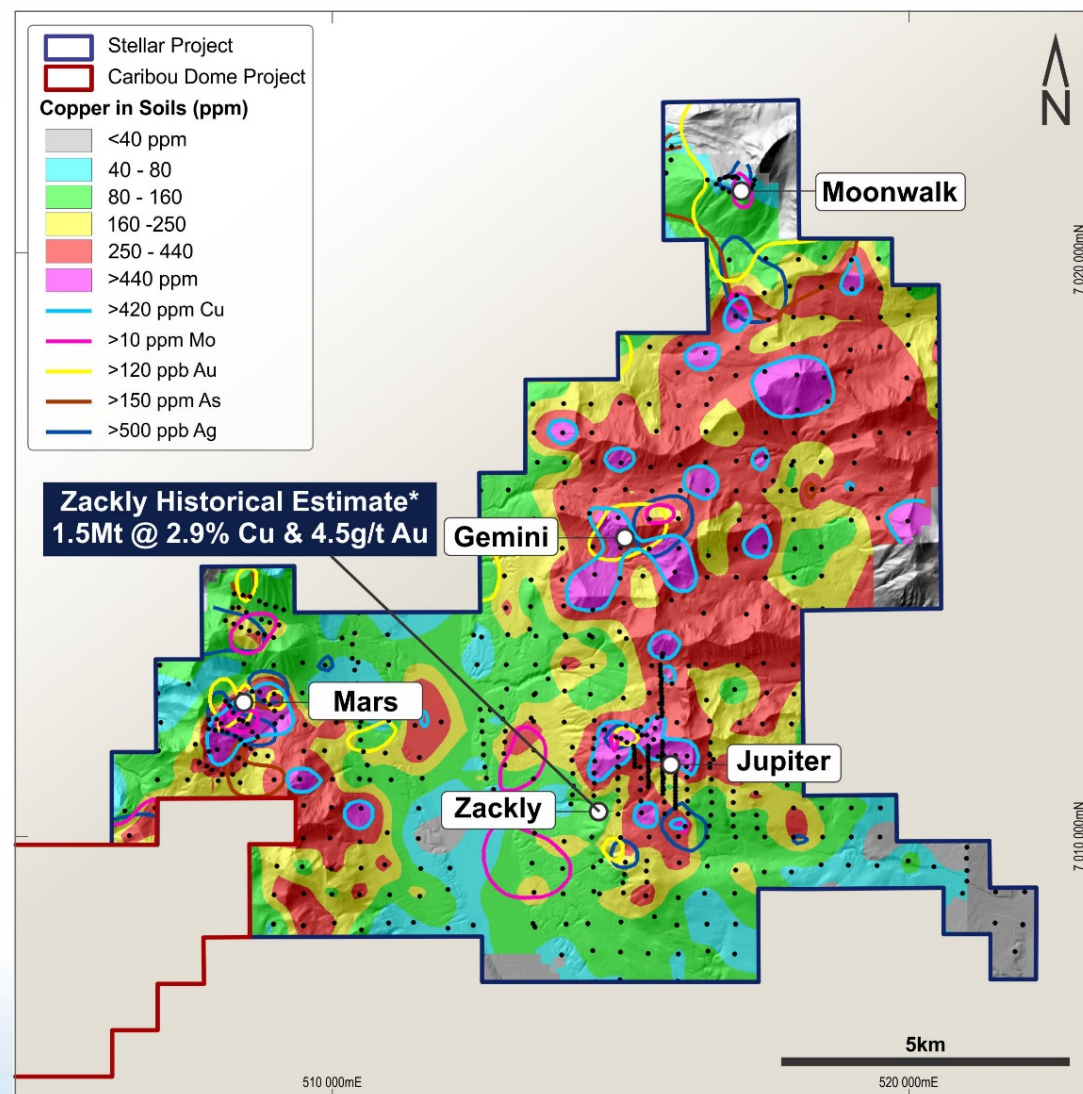 Stellar Project
Caribou Dome Project
Copper in Soils (ppm)
<40 ppm
40 - 80
80 - 160
160 -250
250 - 440
>440 ppm
>420 ppm Cu
>10 ppm Mo
>120 ppb Au
>150 ppm As
>500 ppb Ag
N
Moonwalk
7 020 000mN
Zackly Historical Estimate*
1.5Mt @ 2.9% Cu & 4.5g/t Au
Gemini
Mars
Jupiter
Zackly
7 010 000mN
5km
510 000mE
520 000mE